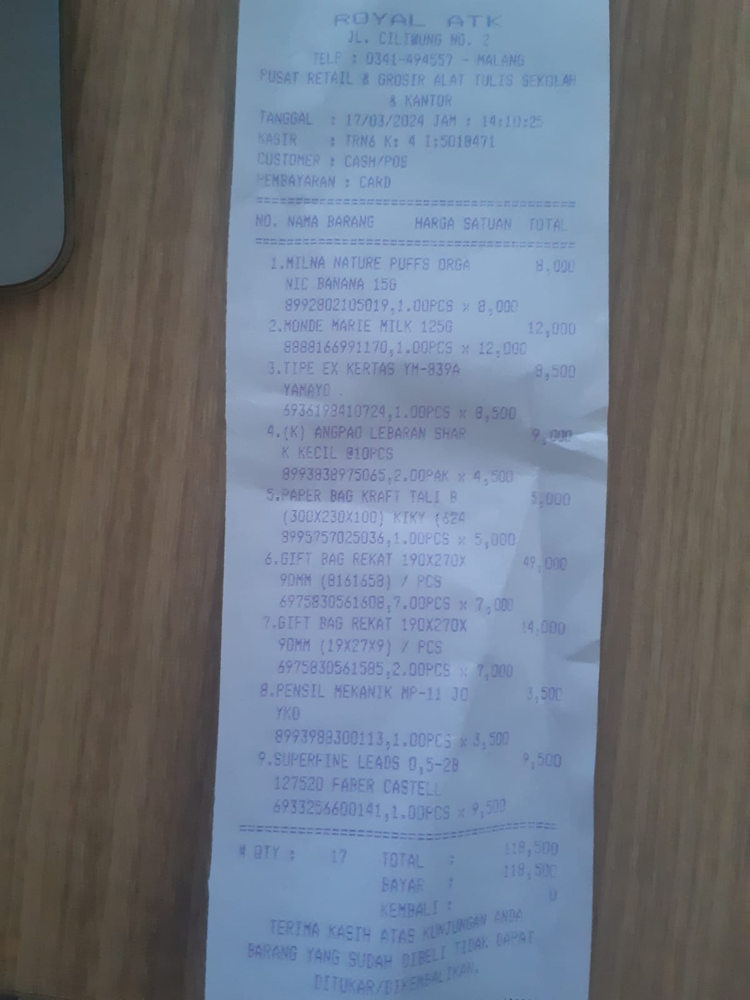 ROYAL ATK
JL. CILIWUNG NO. 2
TELP : 0341-494557 - MALANG
PUSAT RETAIL & GROSIR ALAT TULIS SEKOLAH
& KANTOR
TANGGAL : 17/03/2024 JAM : 14:10:25
KASIR : TRN6 K: 4 I:5018471
CUSTOMER : CASH/POS
PEMBAYARAN : CARD
========================================
NO. NAMA BARANG HARGA SATUAN TOTAL
========================================
1.MILNA NATURE PUFFS ORGA 8,000
NIC BANANA 15G
8992802105019,1.00PCS x 8,000
2.MONDE MARIE MILK 125G 12,000
8888166991170,1.00PCS x 12,000
3.TIPE EX KERTAS YM-839A 8,500
YAMAYO .
6936198410724,1.00PCS x 8,500
4.(K) ANGPAO LEBARAN SHAR 9,000
K KECIL @10PCS
8993838975065,2.00PAK x 4,500
5.PAPER BAG KRAFT TALI B 5,000
(300X230X100) KIKY (624
8995757025036,1.00PCS x 5,000
6.GIFT BAG REKAT 190X270X 49,000
90MM (8161658) / PCS
6975830561608,7.00PCS x 7,000
7.GIFT BAG REKAT 190X270X 14,000
90MM (19X27X9) / PCS
6975830561585,2.00PCS x 7,000
8.PENSIL MEKANIK MP-11 JO 3,500
YKO
8993988300113,1.00PCS x 3,500
9.SUPERFINE LEADS 0,5-2B 9,500
127520 FABER CASTELL
6933256600141,1.00PCS x 9,500
========================================
# QTY : 17 TOTAL : 118,500
BAYAR : 118,500
KEMBALI : 0
TERIMA KASIH ATAS KUNJUNGAN ANDA
BARANG YANG SUDAH DIBELI TIDAK DAPAT
DITUKAR/DIKEMBALIKAN.